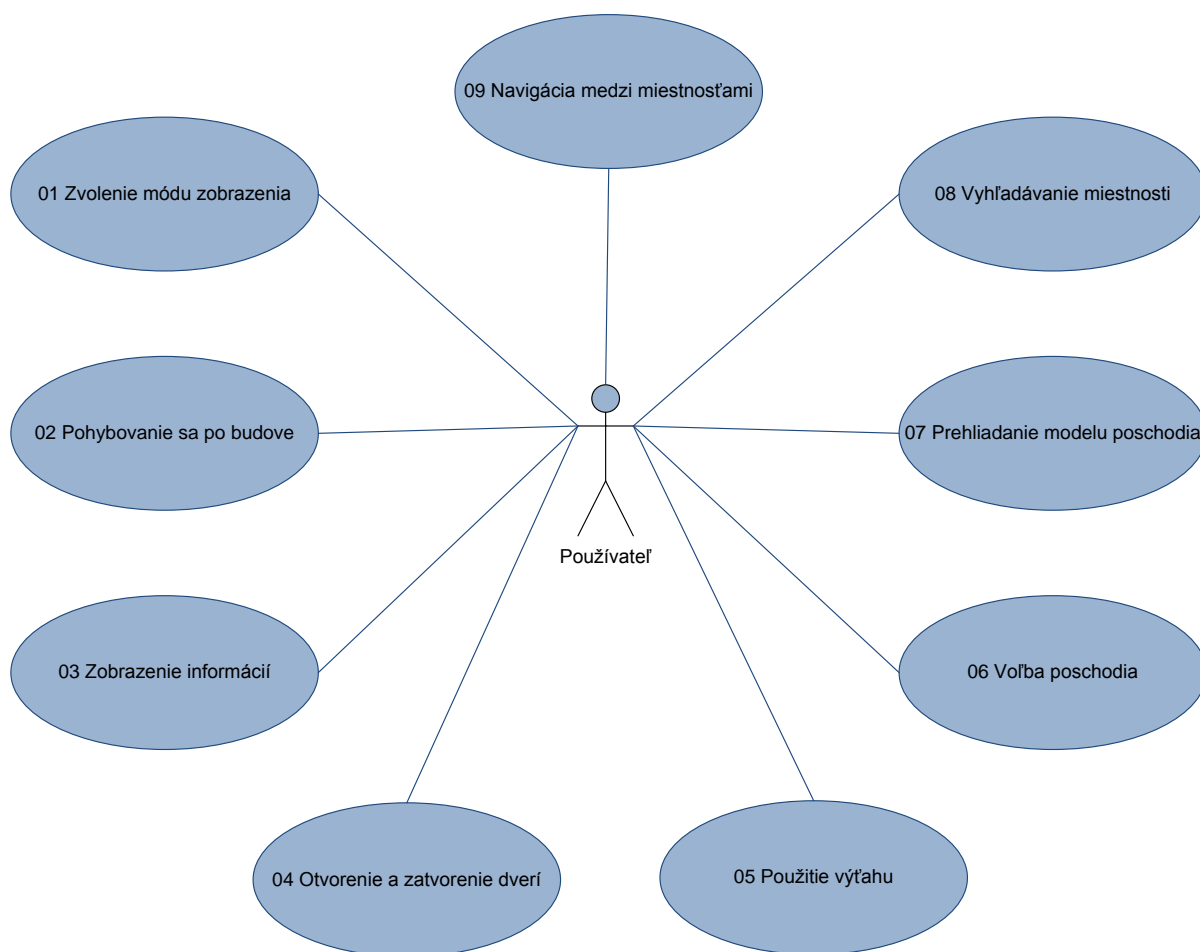 09 Navigácia medzi miestnosťami
01 Zvolenie módu zobrazenia
08 Vyhľadávanie miestnosti
02 Pohybovanie sa po budove
07 Prehliadanie modelu poschodia
Používateľ
03 Zobrazenie informácií
06 Voľba poschodia
04 Otvorenie a zatvorenie dverí
05 Použitie výťahu